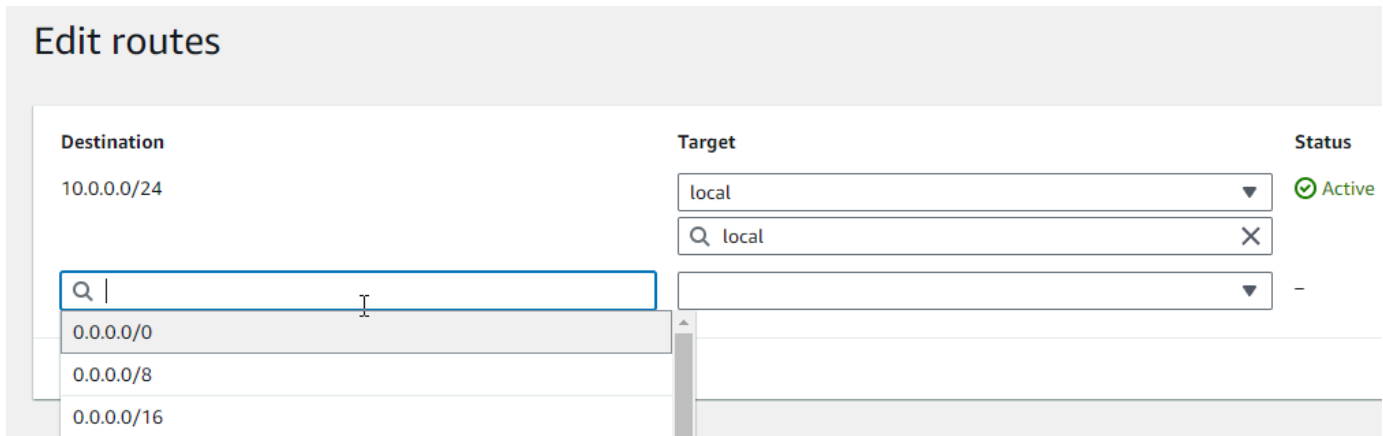 Edit routes
Destination Target Status
10.0.0.0/24 local Active
local
–
0.0.0.0/0
0.0.0.0/8
0.0.0.0/16